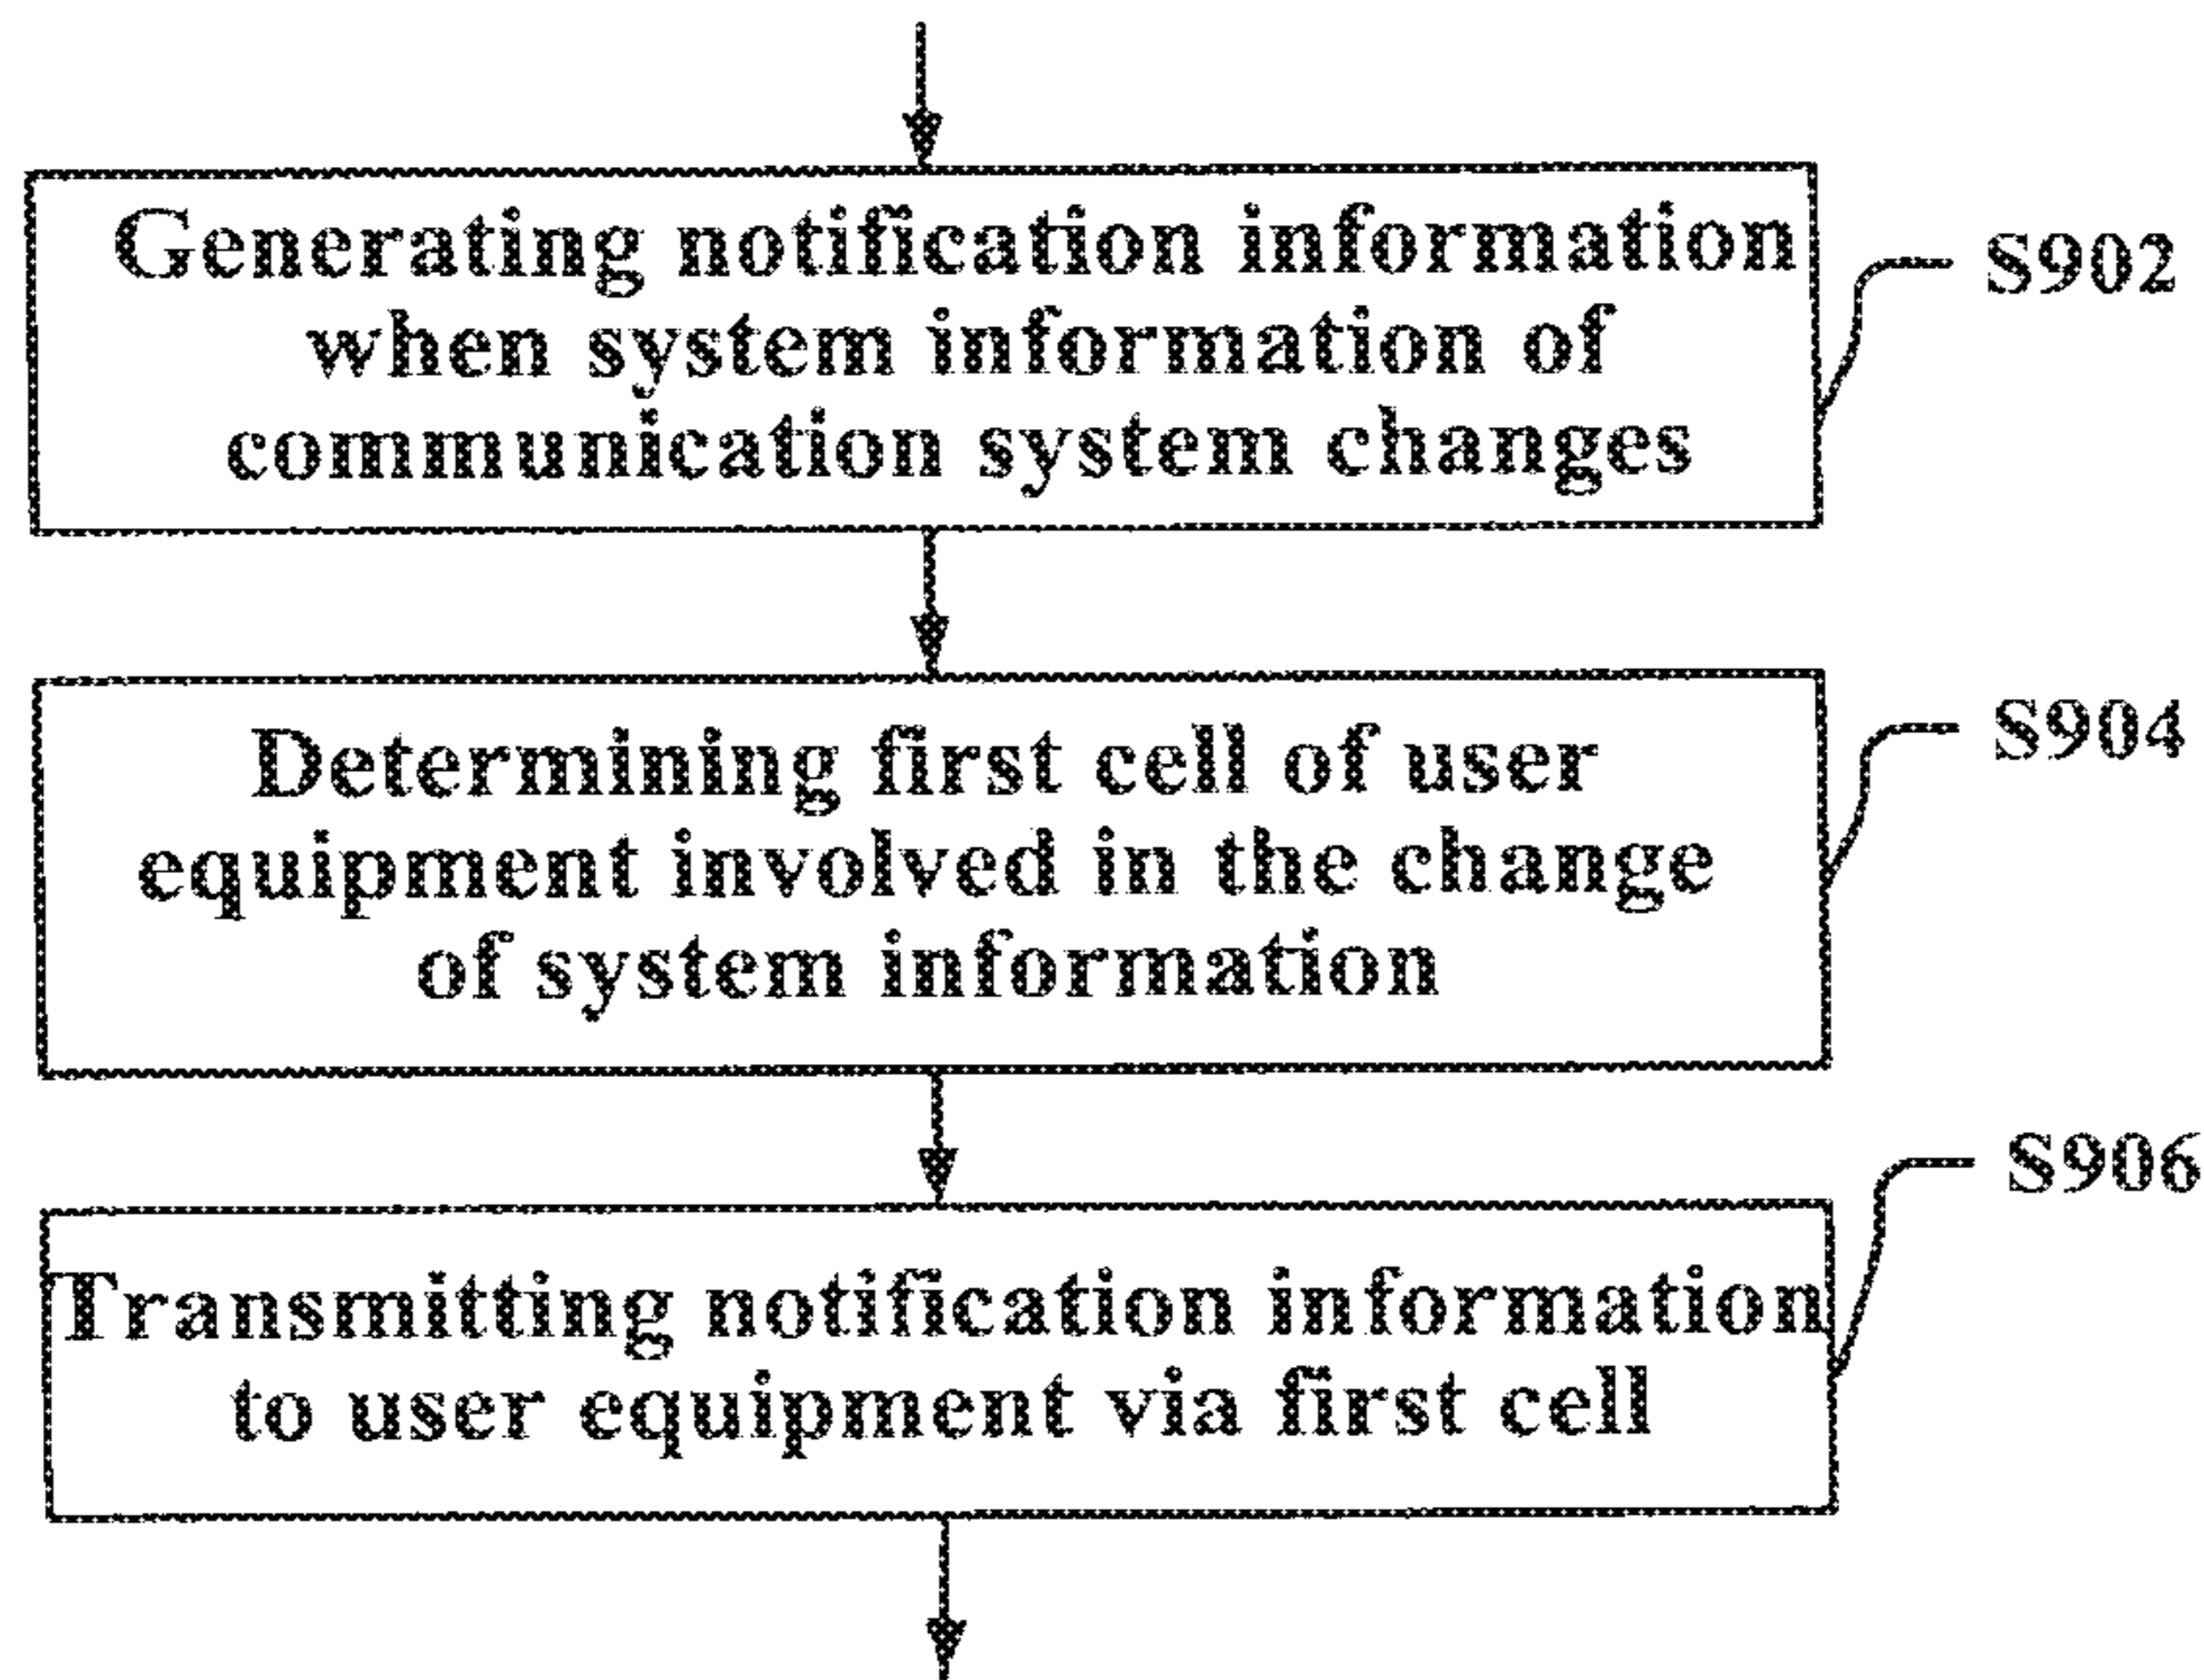 Generating notification information
when system information of
communication system changes
S902
Determining first cell of user
equipment involved in the change
of system information
S904
Transmitting notification information
to user equipment via first cell
S906